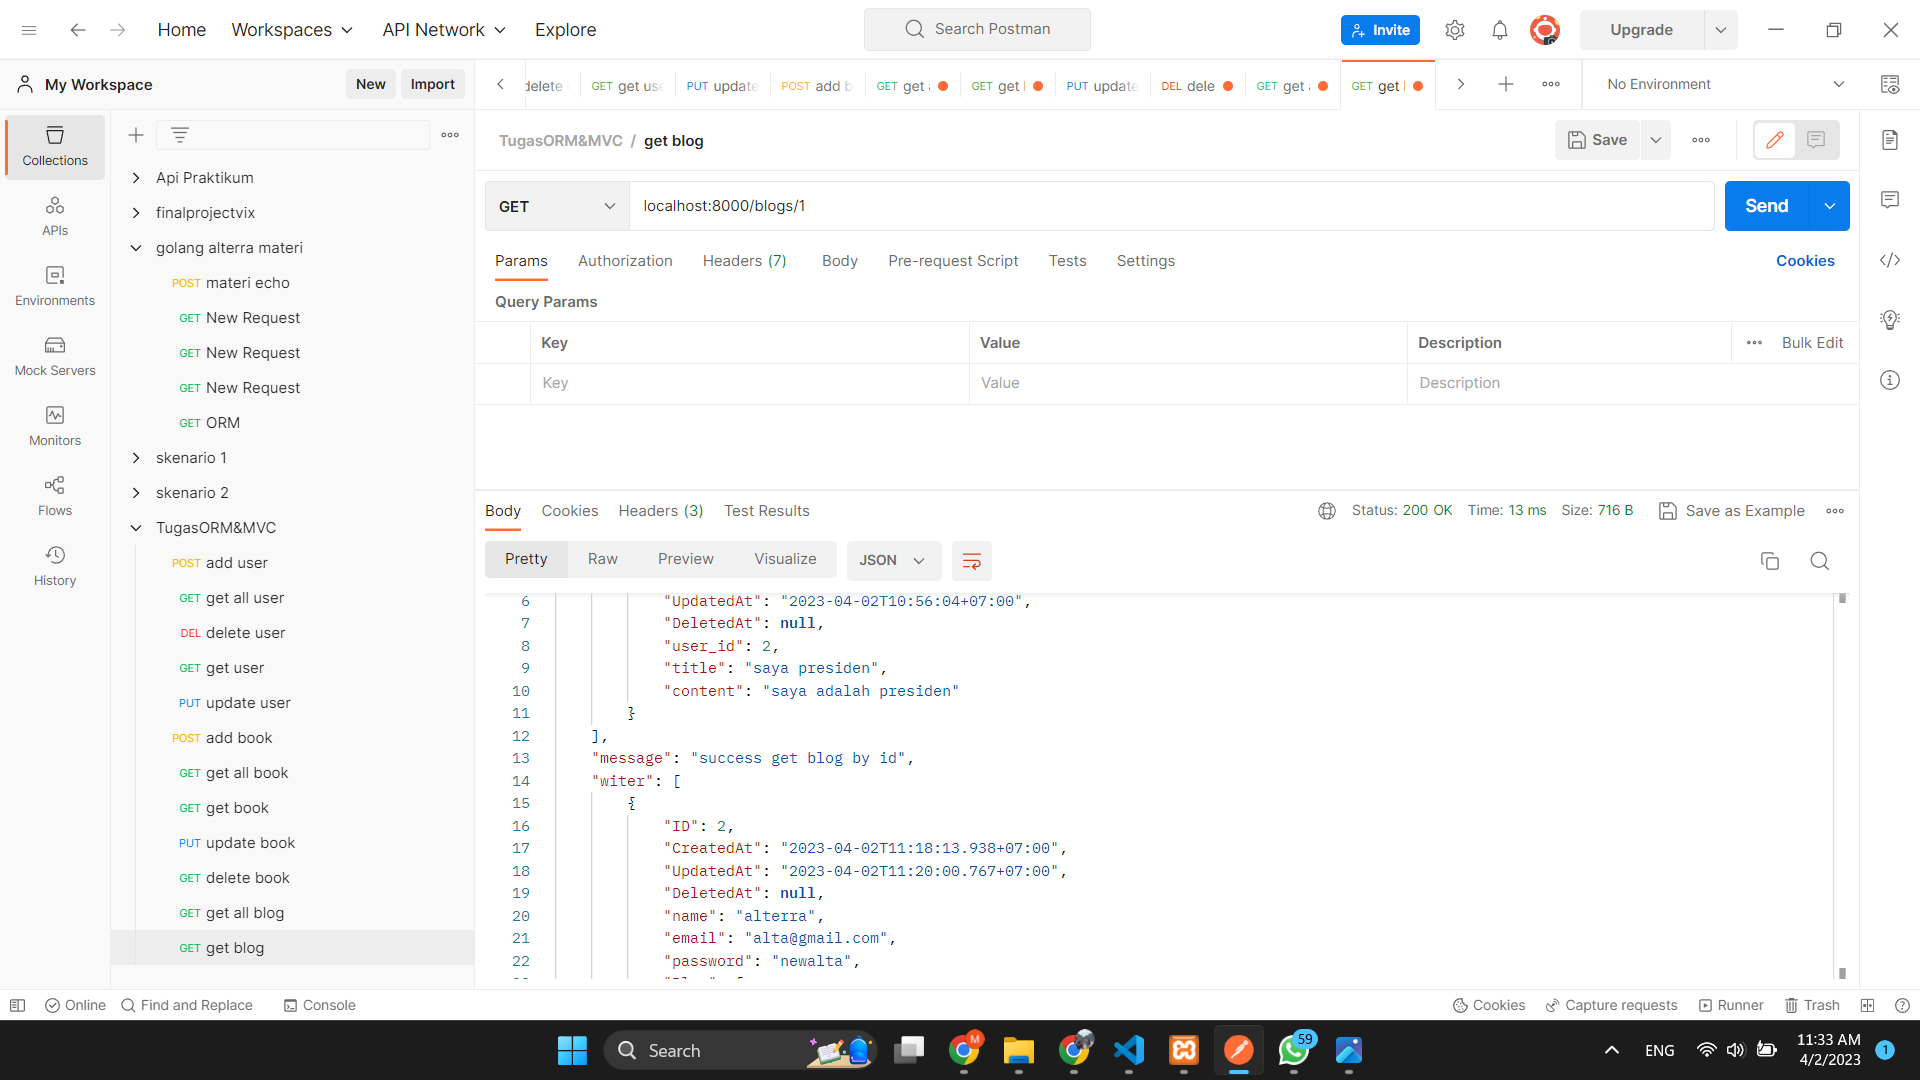 Home
Workspaces
API Network
Explore
Search Postman
Invite
Upgrade
My Workspace
New
Import
delete
GET get use
PUT update
POST add b
GET get
GET get
PUT update
DEL dele
GET get
GET get
No Environment
Collections
APIs
Environments
Mock Servers
Monitors
Flows
History
Api Praktikum
finalprojectvix
golang alterra materi
POST materi echo
GET New Request
GET New Request
GET New Request
GET ORM
skenario 1
skenario 2
TugasORM&MVC
POST add user
GET get all user
DEL delete user
GET get user
PUT update user
POST add book
GET get all book
GET get book
PUT update book
GET delete book
GET get all blog
GET get blog
TugasORM&MVC / get blog
Save
GET
localhost:8000/blogs/1
Send
Params
Authorization
Headers (7)
Body
Pre-request Script
Tests
Settings
Cookies
Query Params
Key
Value
Description
Bulk Edit
Key
Value
Description
Body
Cookies
Headers (3)
Test Results
Status: 200 OK
Time: 13 ms
Size: 716 B
Save as Example
Pretty
Raw
Preview
Visualize
JSON
6 "UpdatedAt": "2023-04-02T10:56:04+07:00",
7 "DeletedAt": null,
8 "user_id": 2,
9 "title": "saya presiden",
10 "content": "saya adalah presiden"
11 }
12 ],
13 "message": "success get blog by id",
14 "witer": [
15 {
16 "ID": 2,
17 "CreatedAt": "2023-04-02T11:18:13.938+07:00",
18 "UpdatedAt": "2023-04-02T11:20:00.767+07:00",
19 "DeletedAt": null,
20 "name": "alterra",
21 "email": "alta@gmail.com",
22 "password": "newalta",
Online
Find and Replace
Console
Cookies
Capture requests
Runner
Trash
Search
M
59
ENG
11:33 AM
4/2/2023
1